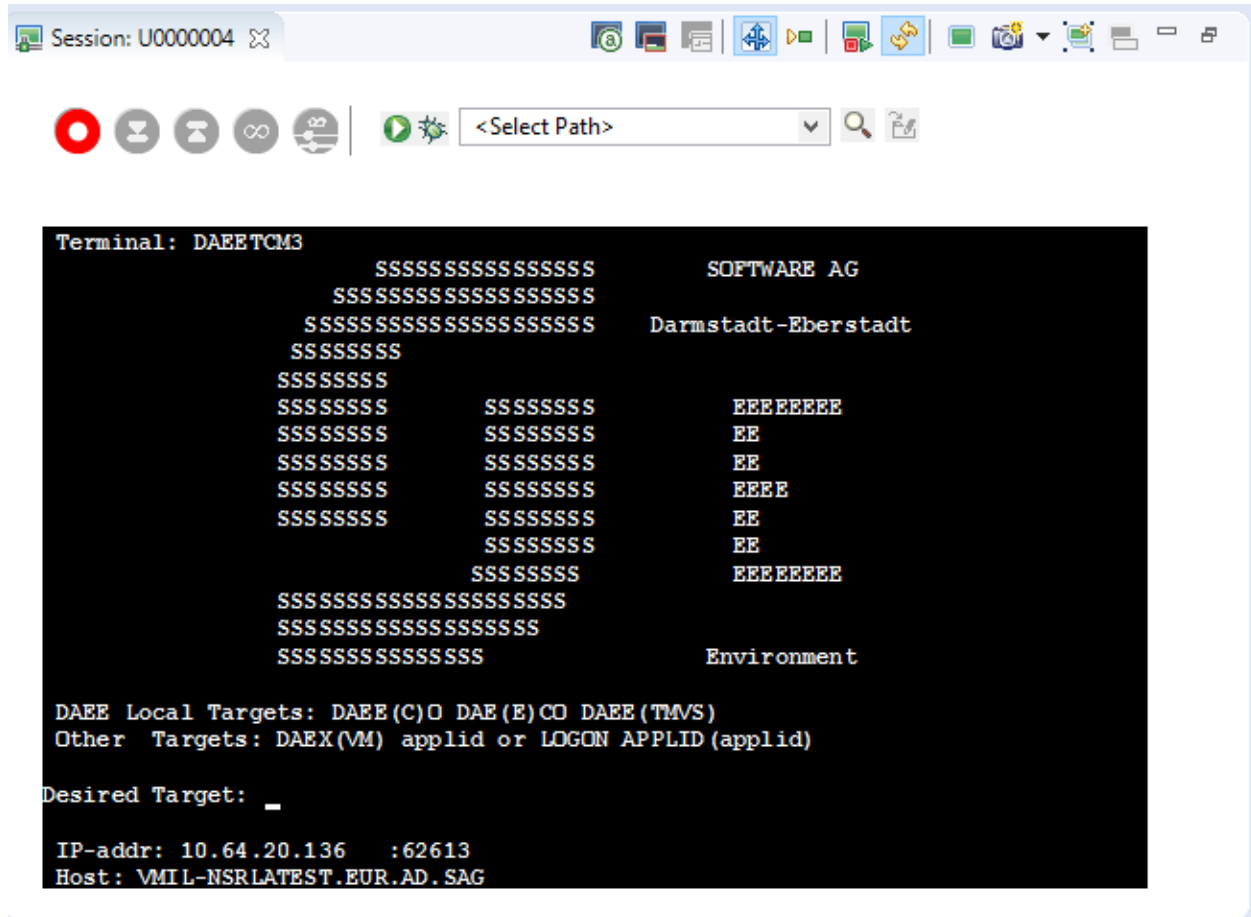 Session: U0000004
<Select Path>
Terminal: DAEETCM3
SSSSSSSSSSSSSSSS SOFTWARE AG
SSSSSSSSSSSSSSSSSSS
SSSSSSSSSSSSSSSSSSSSS Darmstadt-Eberstadt
SSSSSSSS
SSSSSSSS
SSSSSSSS SSSSSSSS EEEEEEEE
SSSSSSSS SSSSSSSS EE
SSSSSSSS SSSSSSSS EE
SSSSSSSS SSSSSSSS EEEE
SSSSSSSS SSSSSSSS EE
SSSSSSSS EE
SSSSSSSS EEEEEEEE
SSSSSSSSSSSSSSSSSSSSS
SSSSSSSSSSSSSSSSSSS
SSSSSSSSSSSSSSS Environment
DAEE Local Targets: DAEE(C)O DAE(E)CO DAEE(TMVS)
Other Targets: DAEX(VM) applid or LOGON APPLID(applid)
Desired Target: _
IP-addr: 10.64.20.136 :62613
Host: VMIL-NSRLATEST.EUR.AD.SAG